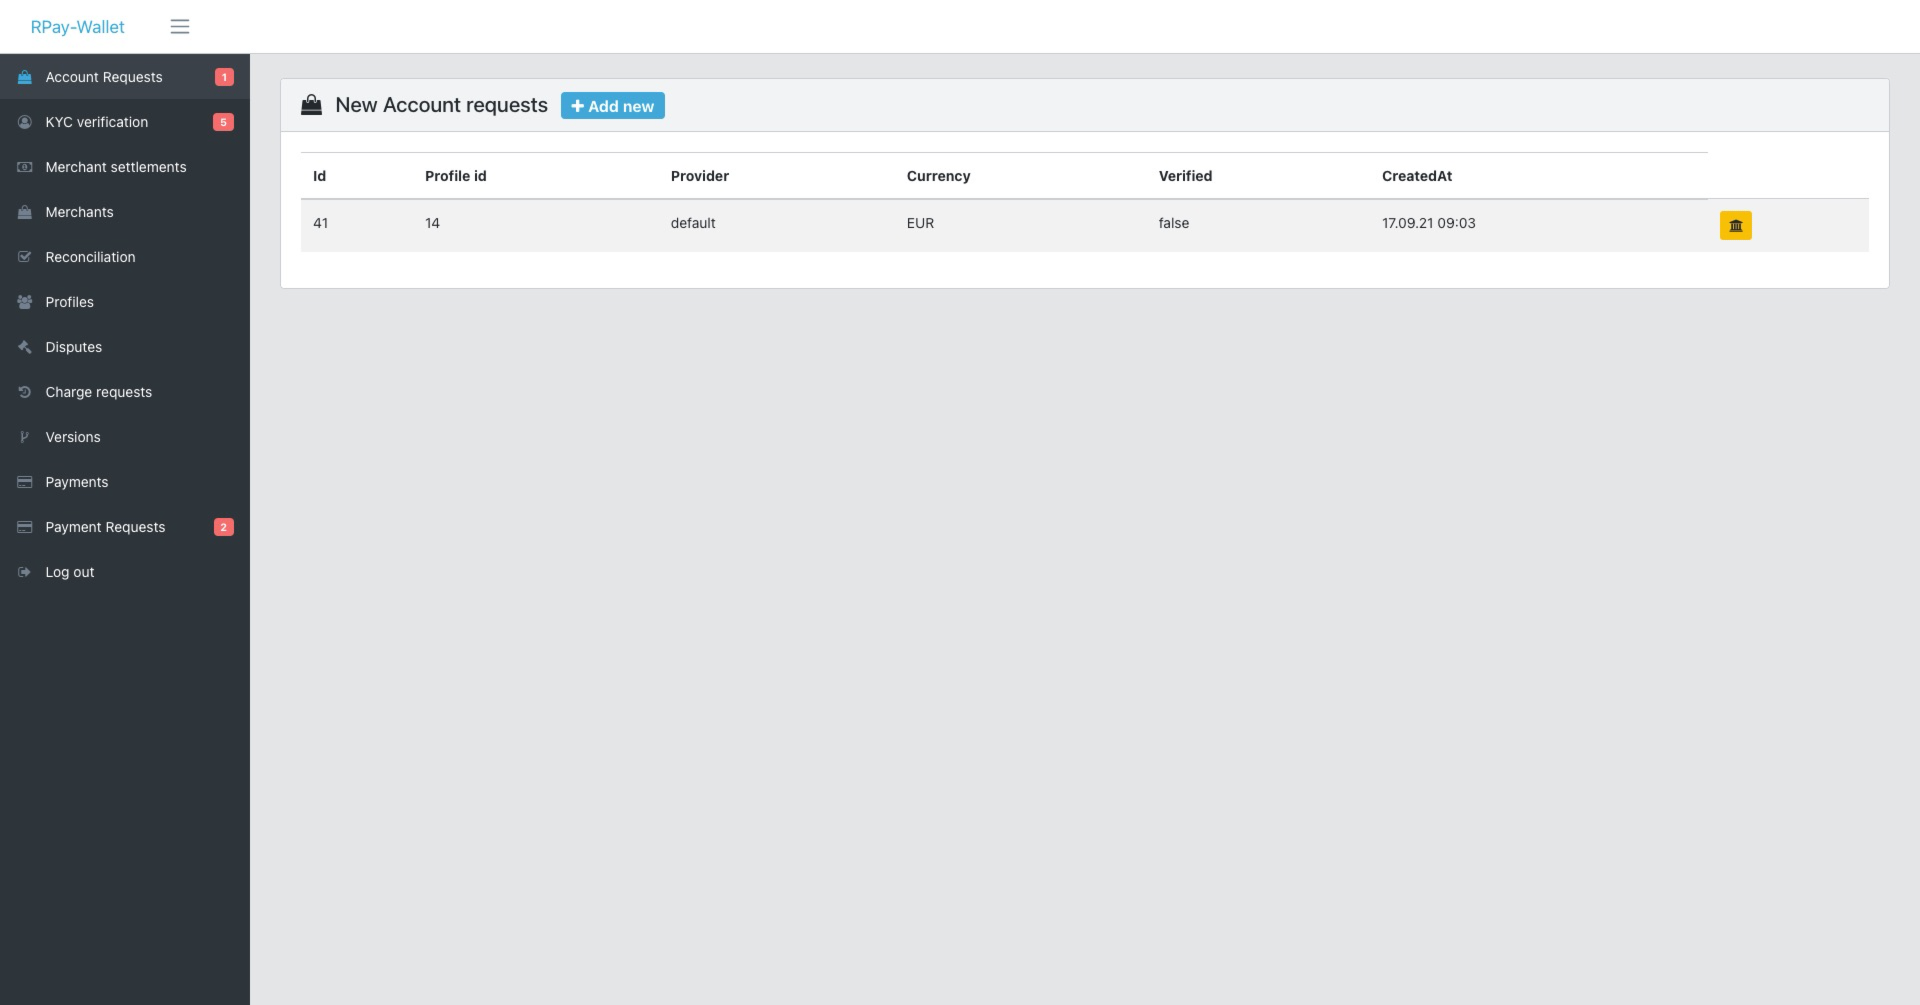 RPay-Wallet
Account Requests 1
KYC verification 5
Merchant settlements
Merchants
Reconciliation
Profiles
Disputes
Charge requests
Versions
Payments
Payment Requests 2
Log out
New Account requests Add new
Id Profile id Provider Currency Verified CreatedAt
41 14 default EUR false 17.09.21 09:03